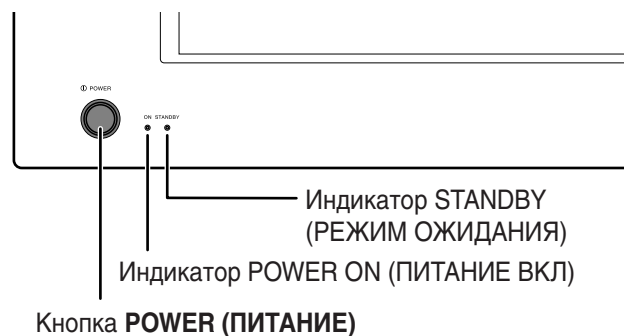 POWER
ON STANDBY
Индикатор STANDBY
(РЕЖИМ ОЖИДАНИЯ)
Индикатор POWER ON (ПИТАНИЕ ВКЛ)
Кнопка POWER (ПИТАНИЕ)